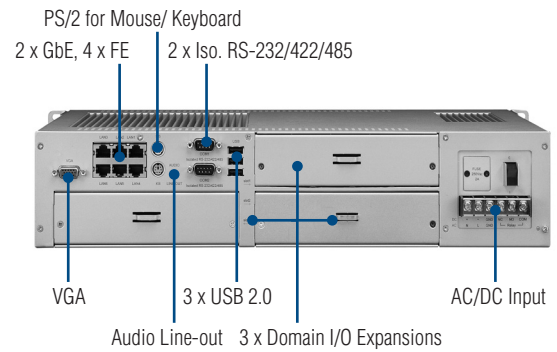 PS/2 for Mouse/ Keyboard
2 x GbE, 4 x FE
2 x Iso. RS-232/422/485
VGA
3 x USB 2.0
AC/DC Input
Audio Line-out
3 x Domain I/O Expansions